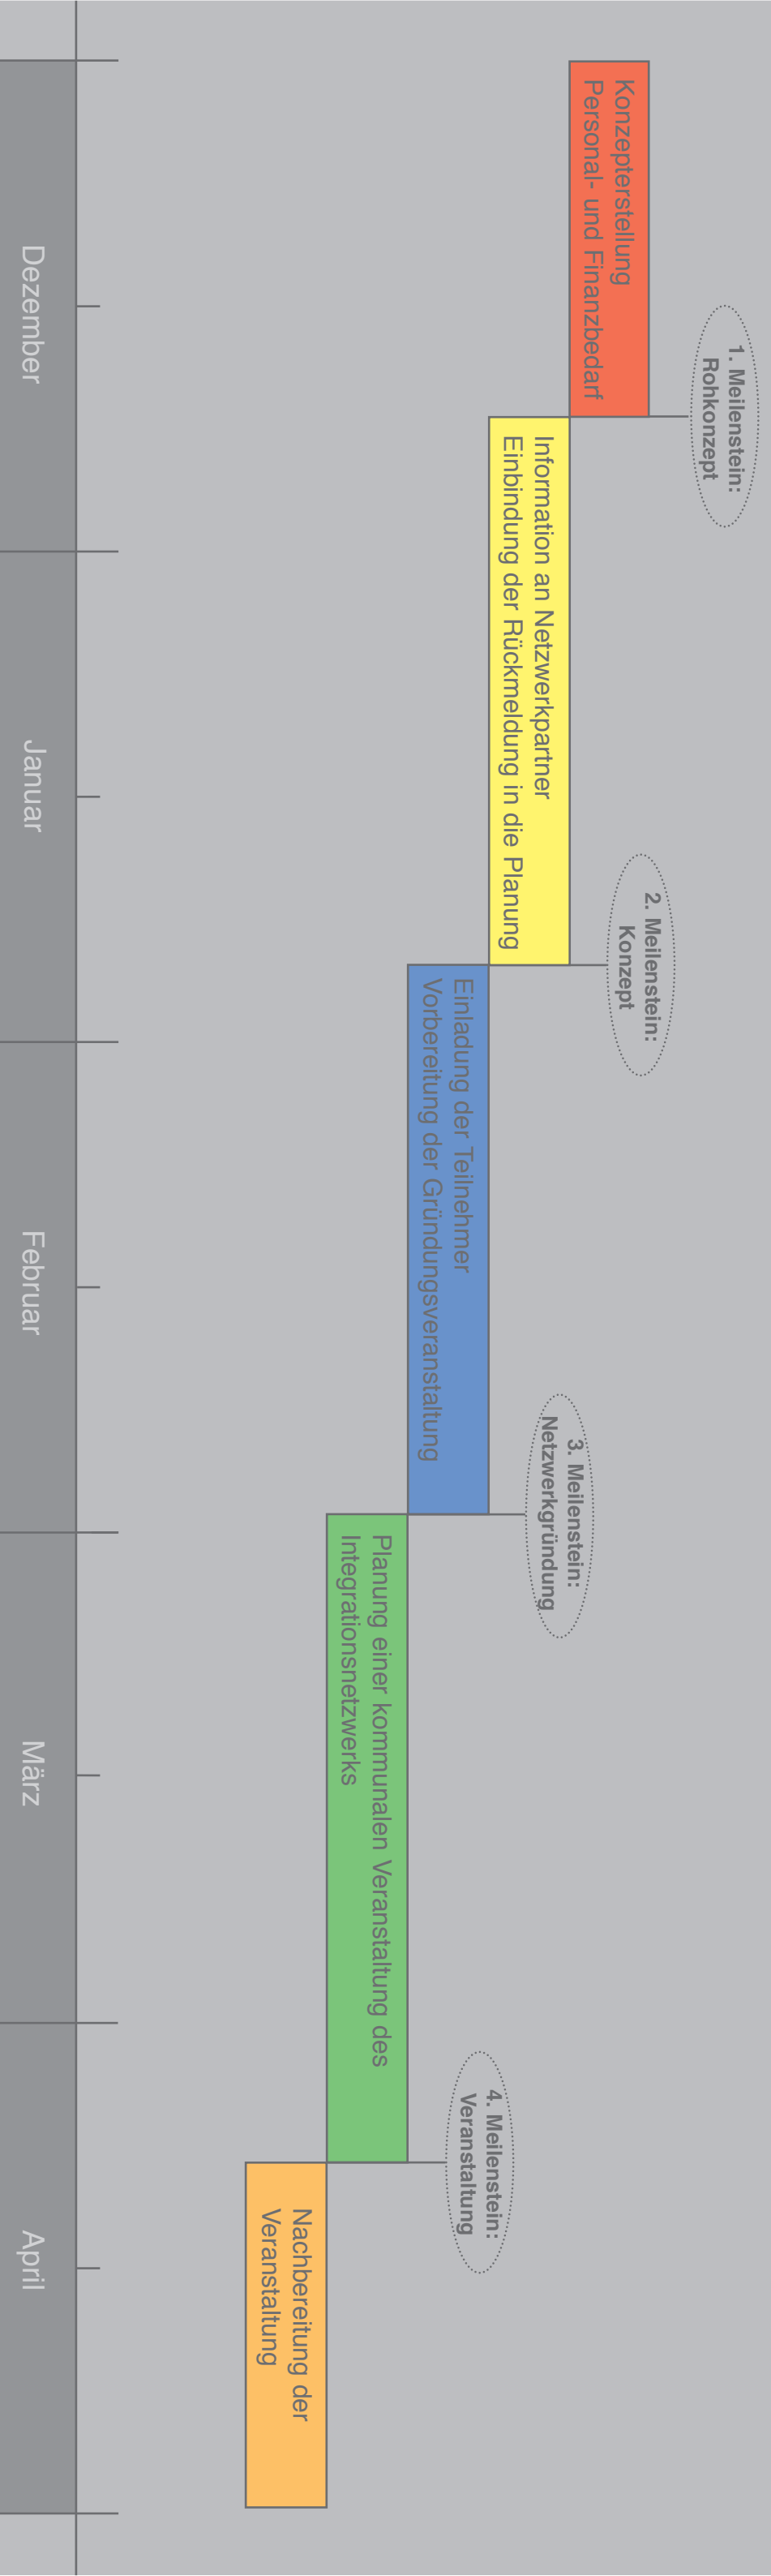 1. Meilenstein:
Rohkonzept
Konzepterstellung
Personal- und Finanzbedarf
2. Meilenstein:
Konzept
Information an Netzwerkpartner
Einbindung der Rückmeldung in die Planung
3. Meilenstein:
Netzwerkgründung
Einladung der Teilnehmer
Vorbereitung der Gründungsveranstaltung
4. Meilenstein:
Veranstaltung
Planung einer kommunalen Veranstaltung des
Integrationsnetzwerks
Nachbereitung der
Veranstaltung
Dezember
Januar
Februar
März
April